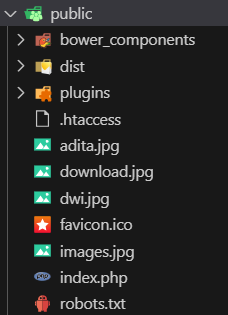 public
bower_components
dist
plugins
.htaccess
adita.jpg
download.jpg
dwi.jpg
favicon.ico
images.jpg
index.php
robots.txt